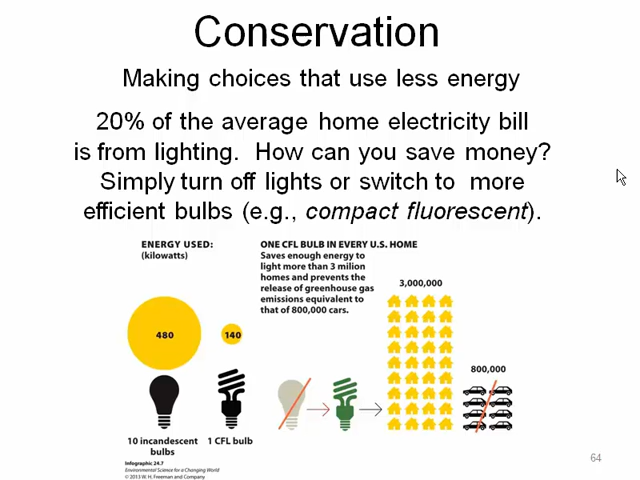 Conservation
Making choices that use less energy
20% of the average home electricity bill
is from lighting. How can you save money?
Simply turn off lights or switch to more
efficient bulbs (e.g., compact fluorescent).
ENERGY USED:
(kilowatts)
480
140
10 incandescent
bulbs
1 CFL bulb
ONE CFL BULB IN EVERY U.S. HOME
Saves enough energy to
light more than 3 milion
homes and prevents the
release of greenhouse gas
emissions equivalent to
that of 800,000 cars.
3,000,000
800,000
Infographic 24.7
Environmental Science for a Changing World
© 2013 W. H. Freeman and Company
64